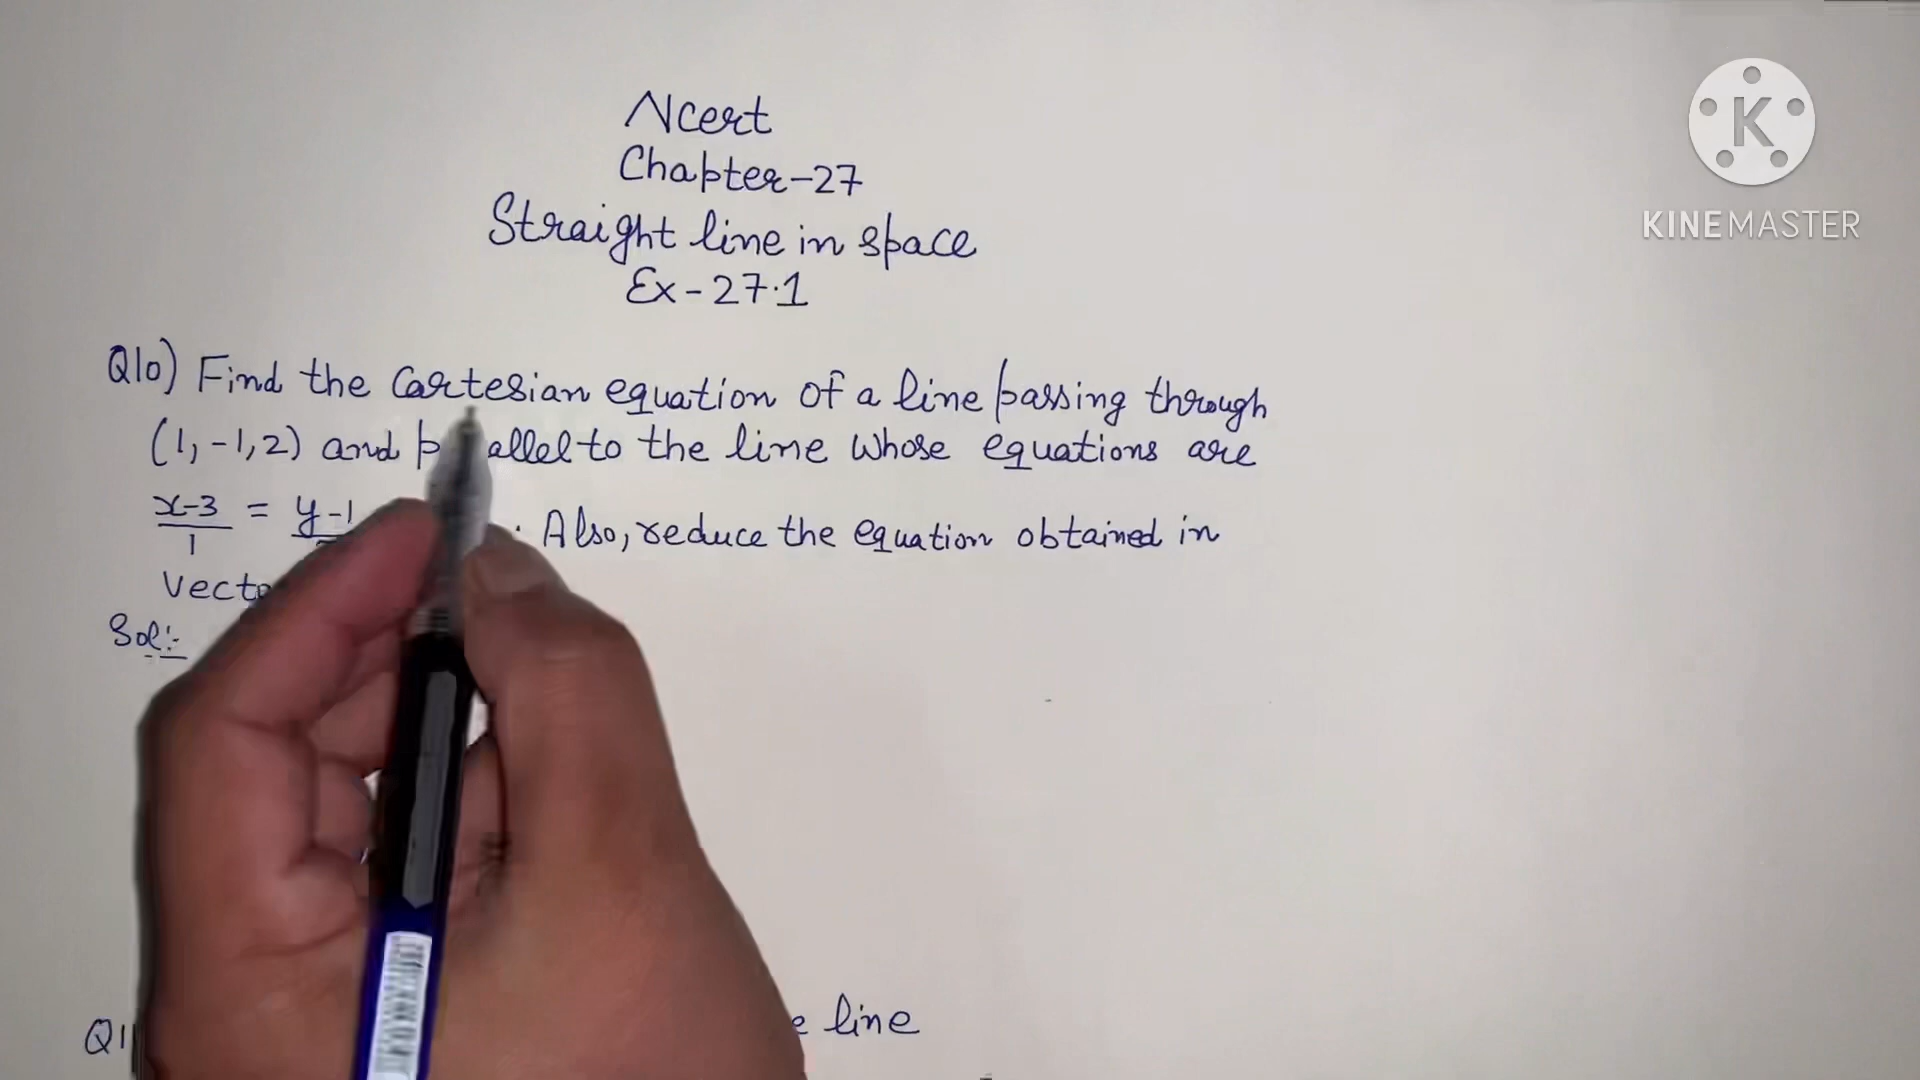 Ncert
Chapter-27
Straight line in space
Ex-27.1
Q10) Find the Cartesian equation of a line passing through
(1, -1, 2) and p allel to the line whose equations are
x-3/1 = y-1 . Also, reduce the equation obtained in
Sol:-
line
K
KINEMASTER